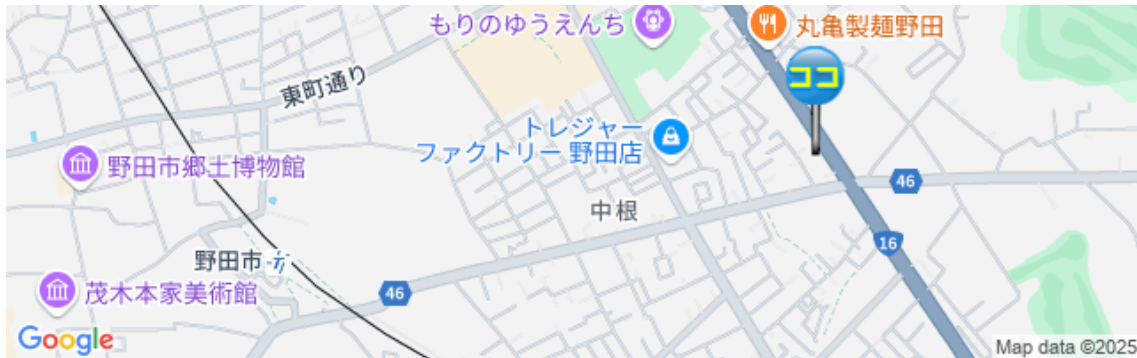 もりのゆうえんち
丸亀製麺野田
ココ
東町通り
トレジャー
ファクトリー 野田店
野田市郷土博物館
46
中根
16
野田市
46
茂木本家美術館
Google
Map data ©2025